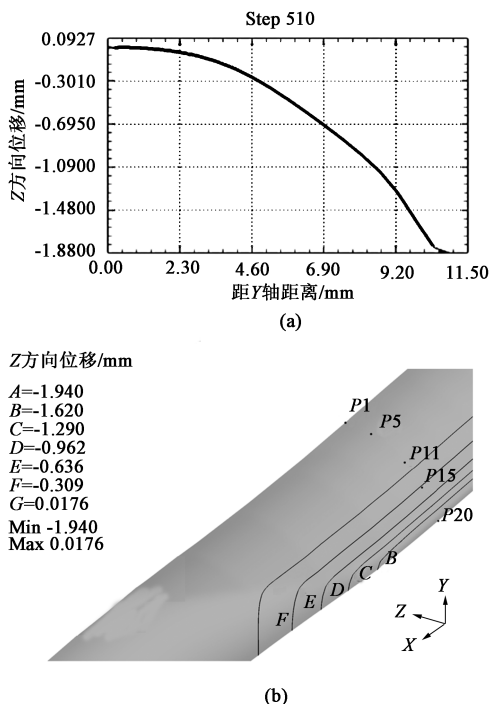 Step 510
0.0927
-0.3010
-0.6950
-1.0900
-1.4800
-1.8800
Z方向位移/mm
0.00 2.30 4.60 6.90 9.20 11.50
距Y轴距离/mm
(a)
Z方向位移/mm
A=-1.940
B=-1.620
C=-1.290
D=-0.962
E=-0.636
F=-0.309
G=0.0176
Min -1.940
Max 0.0176
P1
P5
P11
P15
P20
B
C
D
E
F
Y
Z
X
(b)